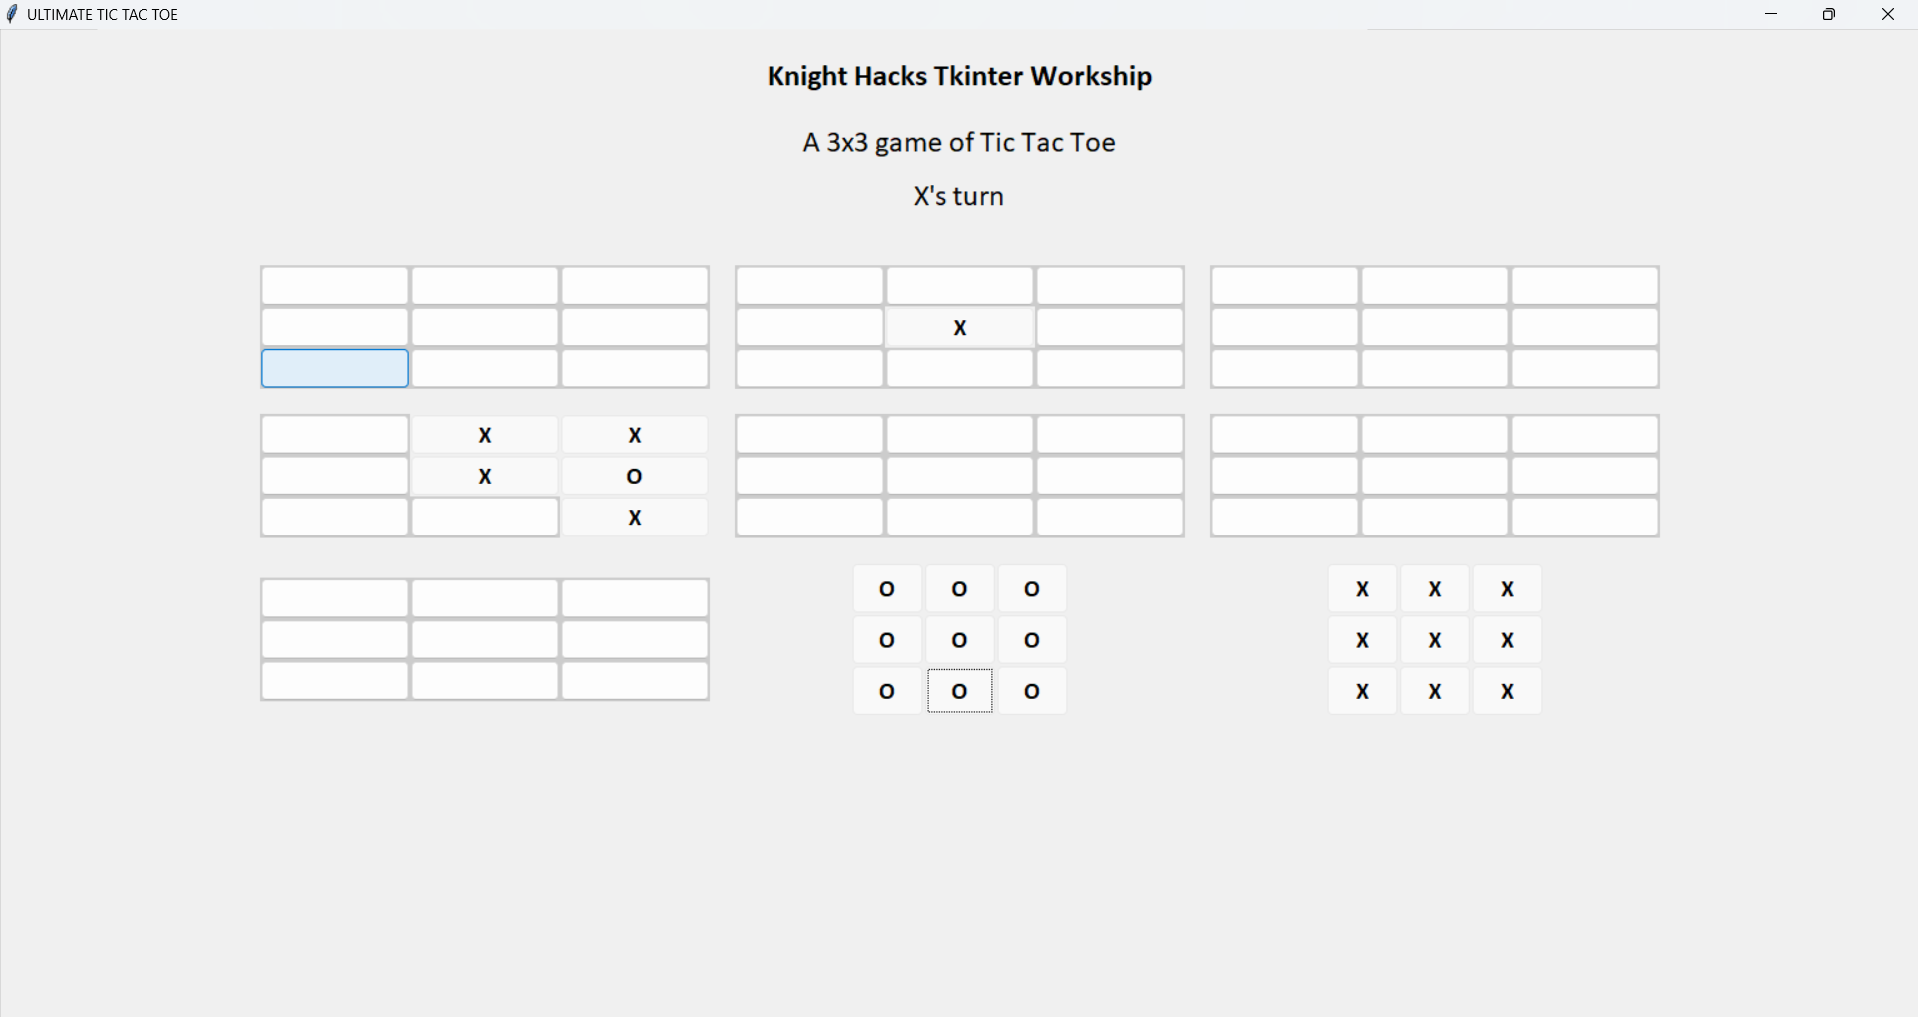 ULTIMATE TIC TAC TOE
Knight Hacks Tkinter Workship
A 3x3 game of Tic Tac Toe
X's turn
X
X X
X O
X
O O O X X X
O O O X X X
O O O X X X